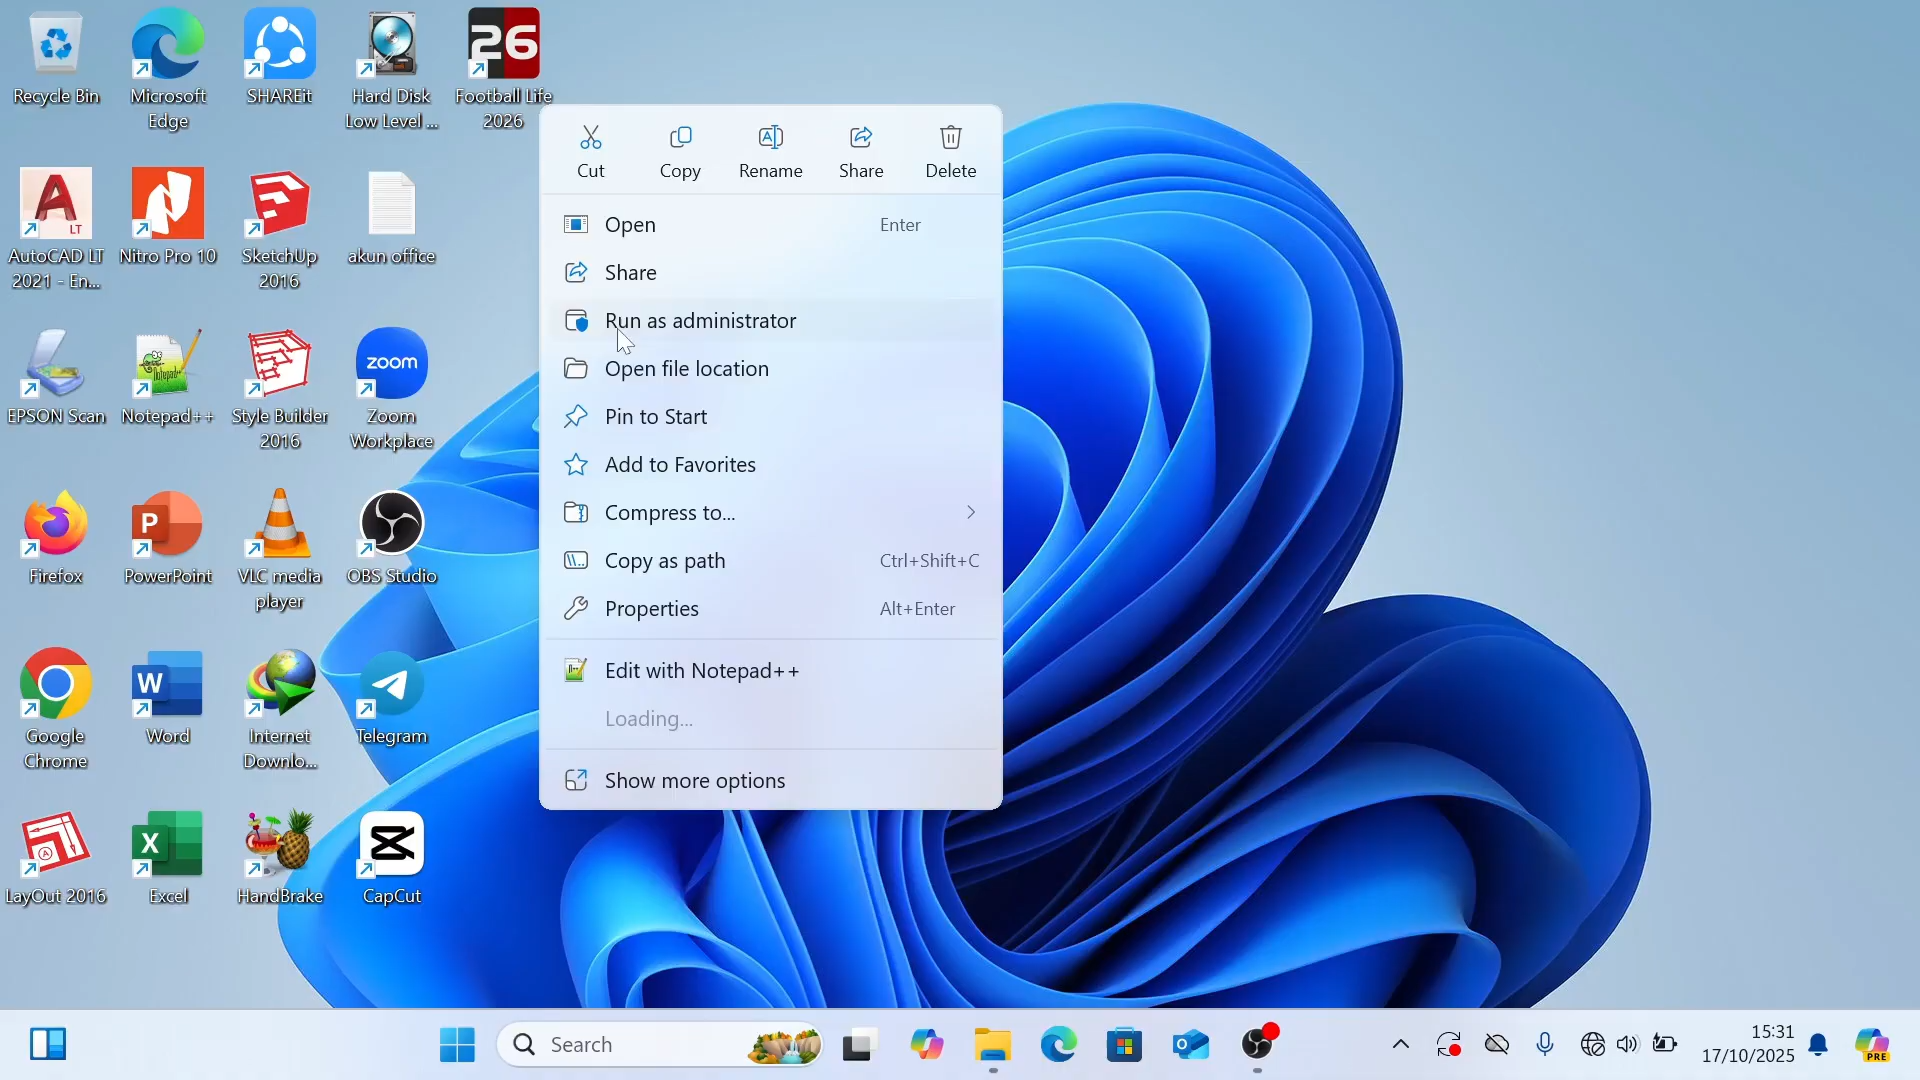 Recycle Bin
Microsoft
Edge
SHAREit
Hard Disk
Low Level ...
26
Football Life
2026
AutoCAD LT
2021 - En...
Nitro Pro 10
SketchUp
2016
akun office
EPSON Scan
Notepad++
Style Builder
2016
zoom
Zoom
Workplace
Firefox
PowerPoint
VLC media
player
OBS Studio
Google
Chrome
Word
Internet
Downlo...
Telegram
LayOut 2016
Excel
HandBrake
CapCut
Cut
Copy
Rename
Share
Delete
Open Enter
Share
Run as administrator
Open file location
Pin to Start
Add to Favorites
Compress to...
Copy as path Ctrl+Shift+C
Properties Alt+Enter
Edit with Notepad++
Loading...
Show more options
Search
15:31
17/10/2025
PRE